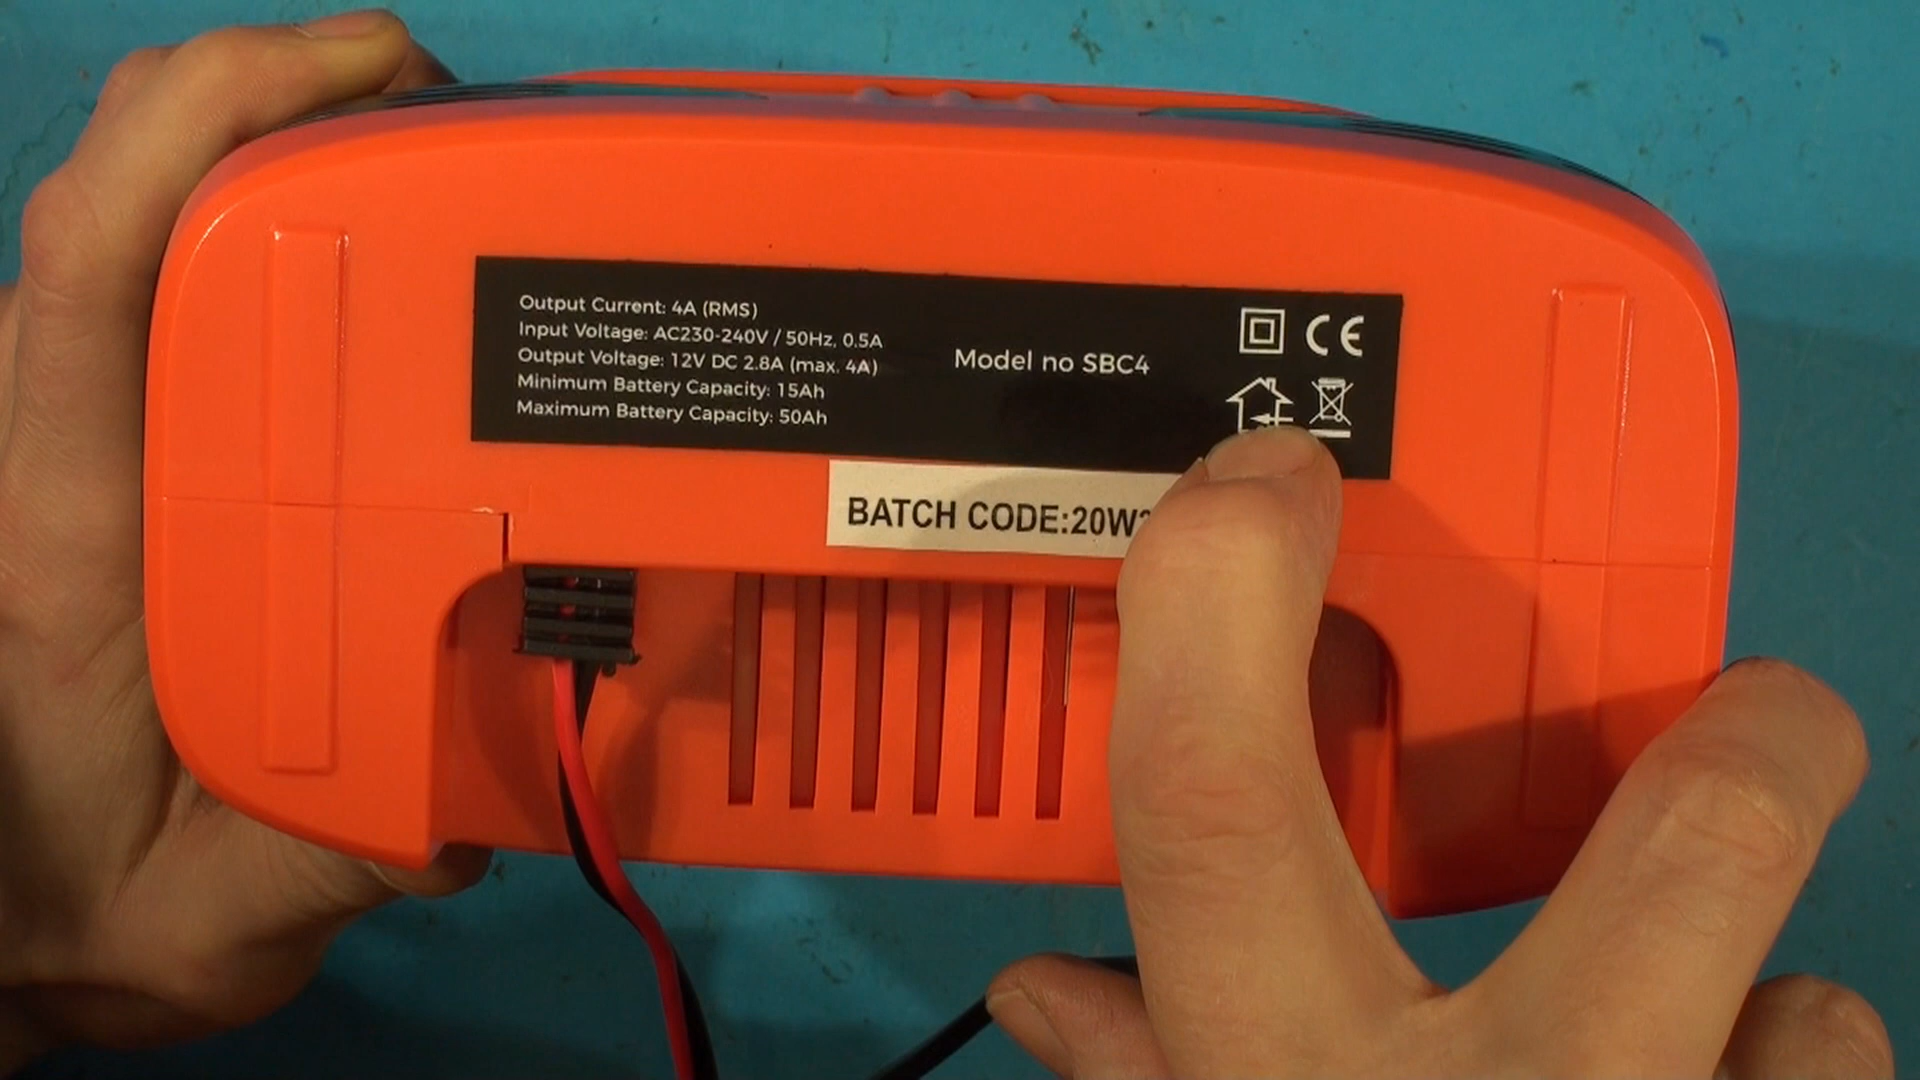 Output Current: 4A (RMS)
Input Voltage: AC230-240V / 50Hz, 0.5A
Output Voltage: 12V DC 2.8A (max. 4A)
Minimum Battery Capacity: 15Ah
Maximum Battery Capacity: 50Ah
Model no SBC4
CE
BATCH CODE:20W